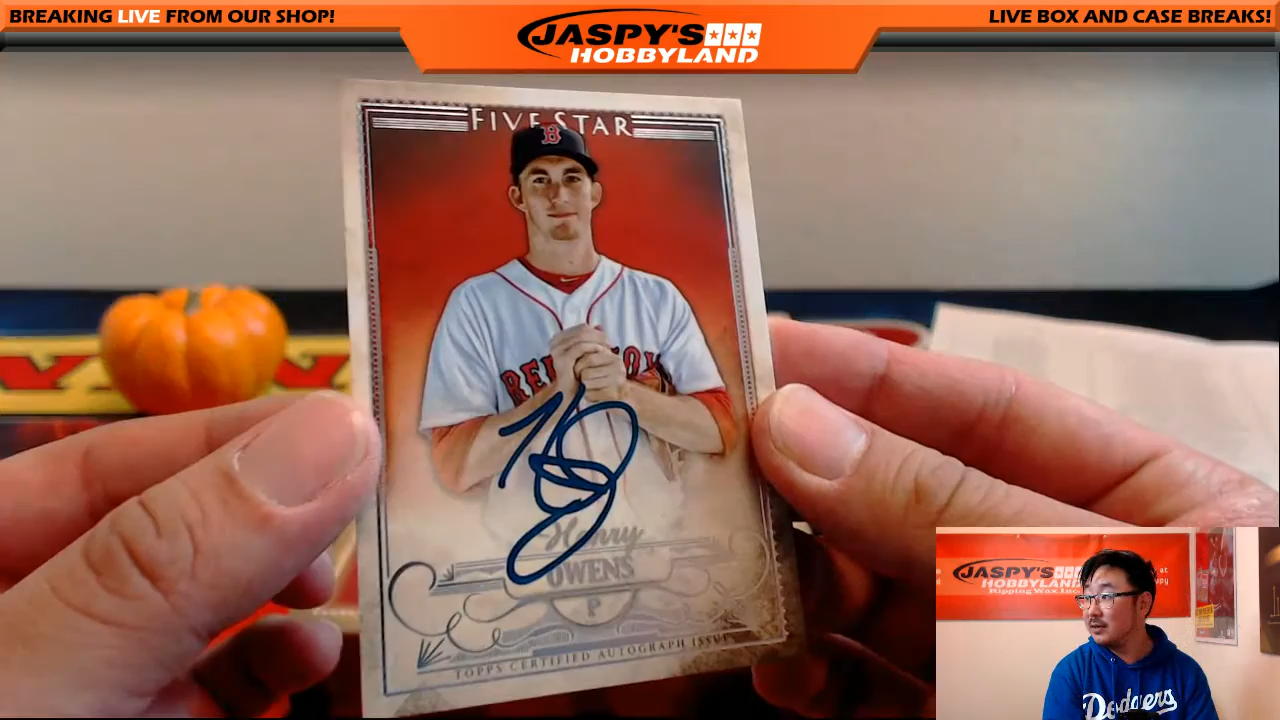 BREAKING LIVE FROM OUR SHOP!
JASPY'S
HOBBYLAND
LIVE BOX AND CASE BREAKS!
FIVE STAR
B
RED SOX
Henry
OWENS
P
TOPPS CERTIFIED AUTOGRAPH ISSUE
JASPY'S
HOBBYLAND
Ripping Wax Inc.
Dodgers